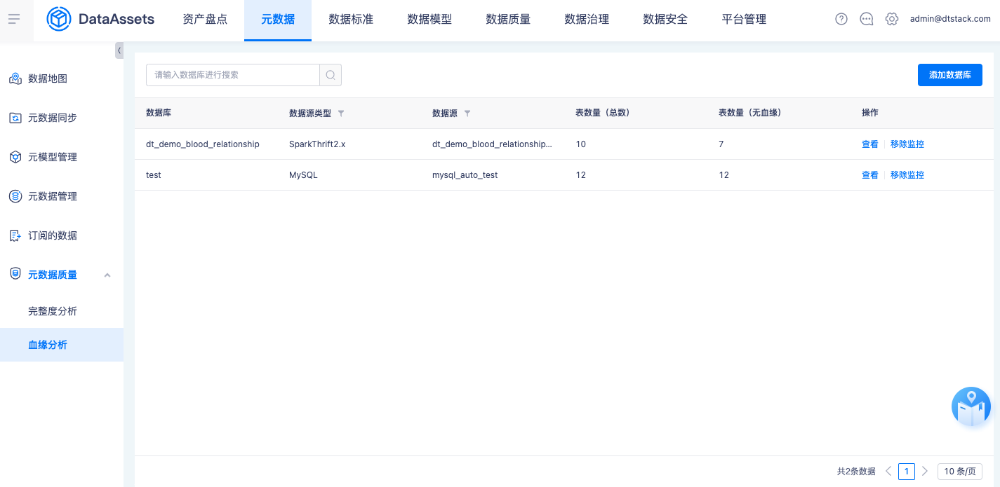 DataAssets 资产盘点 元数据 数据标准 数据模型 数据质量 数据治理 数据安全 平台管理 admin@dtstack.com
数据地图
元数据同步
元模型管理
元数据管理
订阅的数据
元数据质量
完整度分析
血缘分析
请输入数据库进行搜索 添加数据库
数据库 数据源类型 数据源 表数量（总数） 表数量（无血缘） 操作
dt_demo_blood_relationship SparkThrift2.x dt_demo_blood_relationship... 10 7 查看 移除监控
test MySQL mysql_auto_test 12 12 查看 移除监控
共2条数据 1 10 条/页